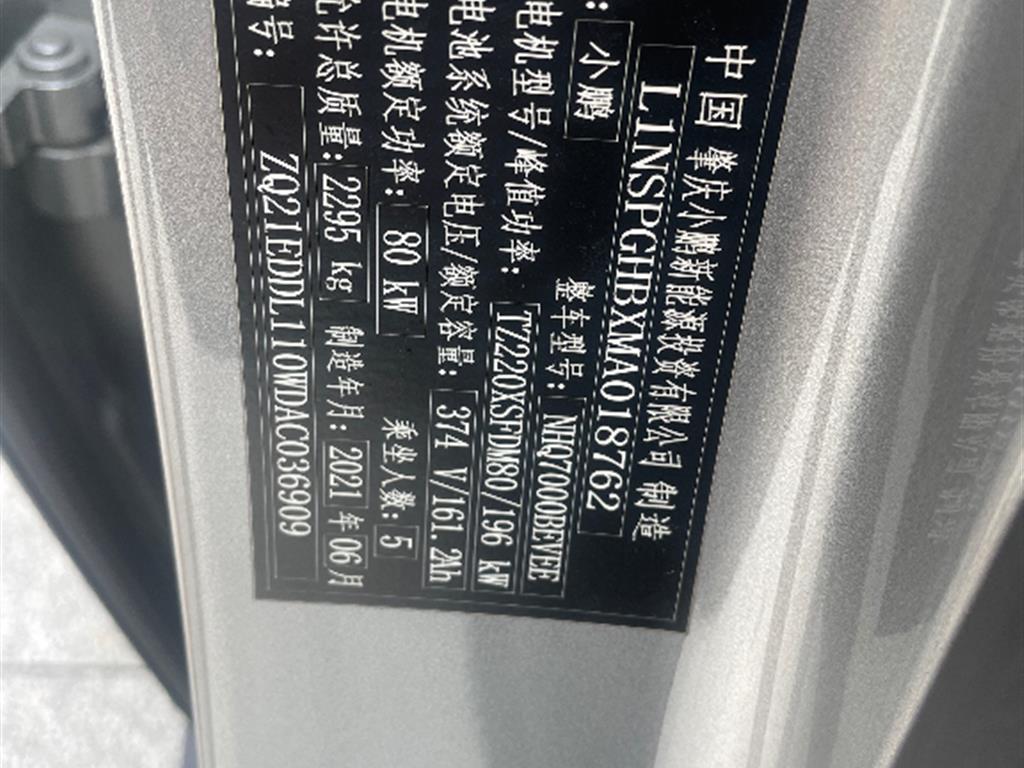 中国 肇庆小鹏新能源投资有限公司 制造
L1NSPGHBXMA018762
: 小鹏 整车型号: NHQ7000BEVEE
电机型号/峰值功率: TZ220XSFDM80/196 kW
电池系统额定电压/额定容量: 374 V/161.2Ah
电机额定功率: 80 kW 乘坐人数: 5
允许总质量: 2295 kg 制造年月: 2021 年 06月
编号: ZQ21EDDL110WDAC036909